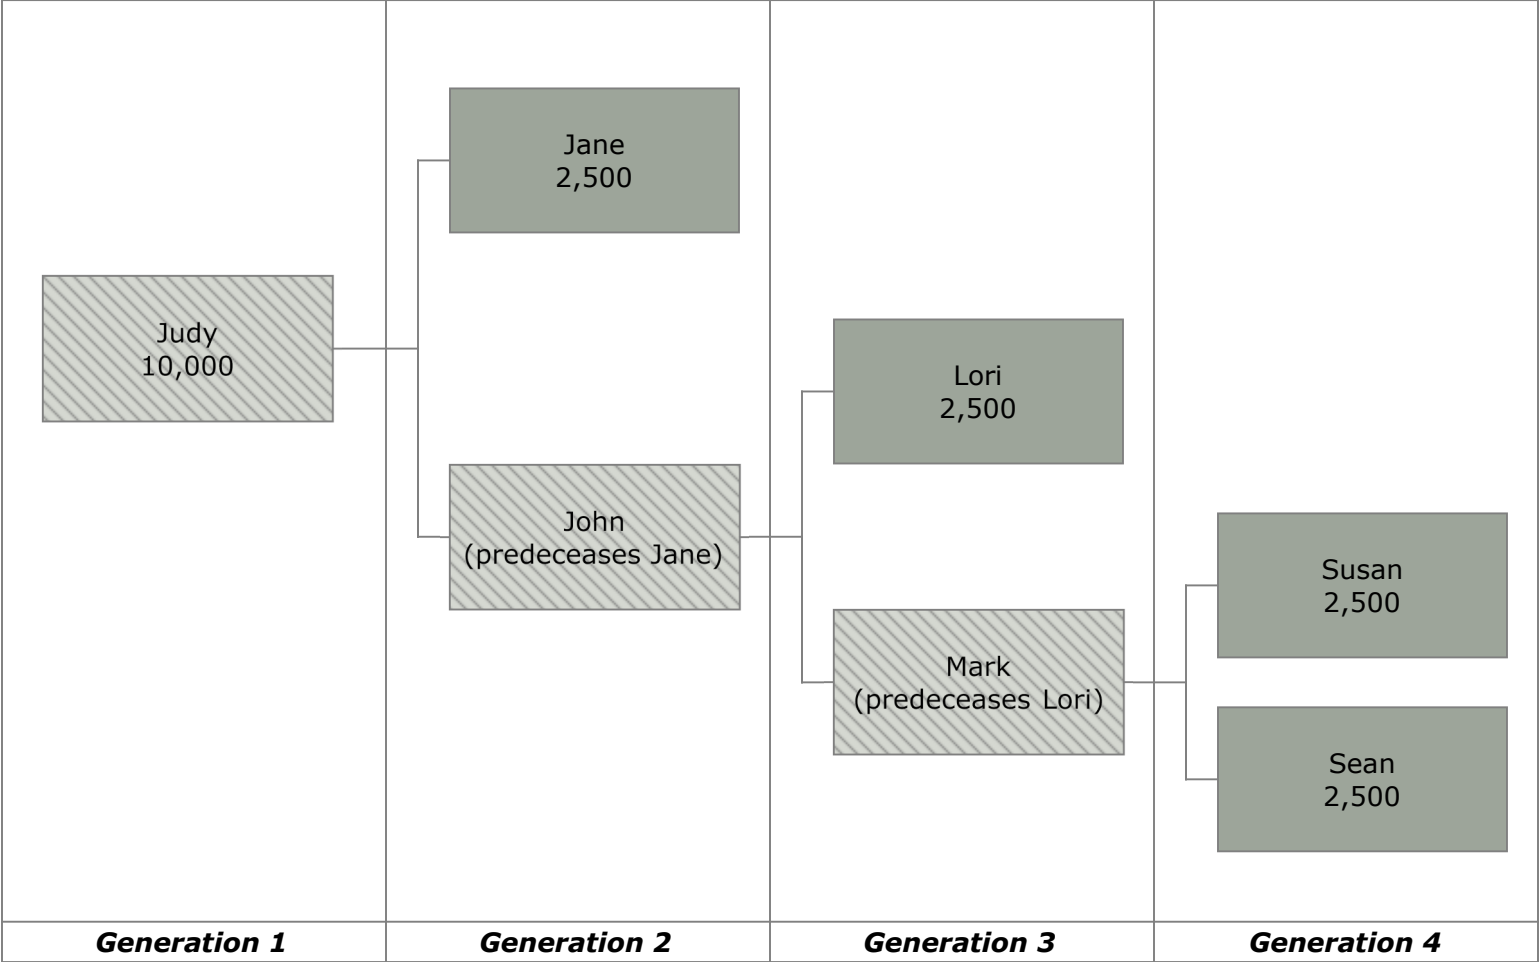 Jane
2,500
Judy
10,000
Lori
2,500
John
(predeceases Jane)
Susan
2,500
Mark
(predeceases Lori)
Sean
2,500
Generation 1
Generation 2
Generation 3
Generation 4